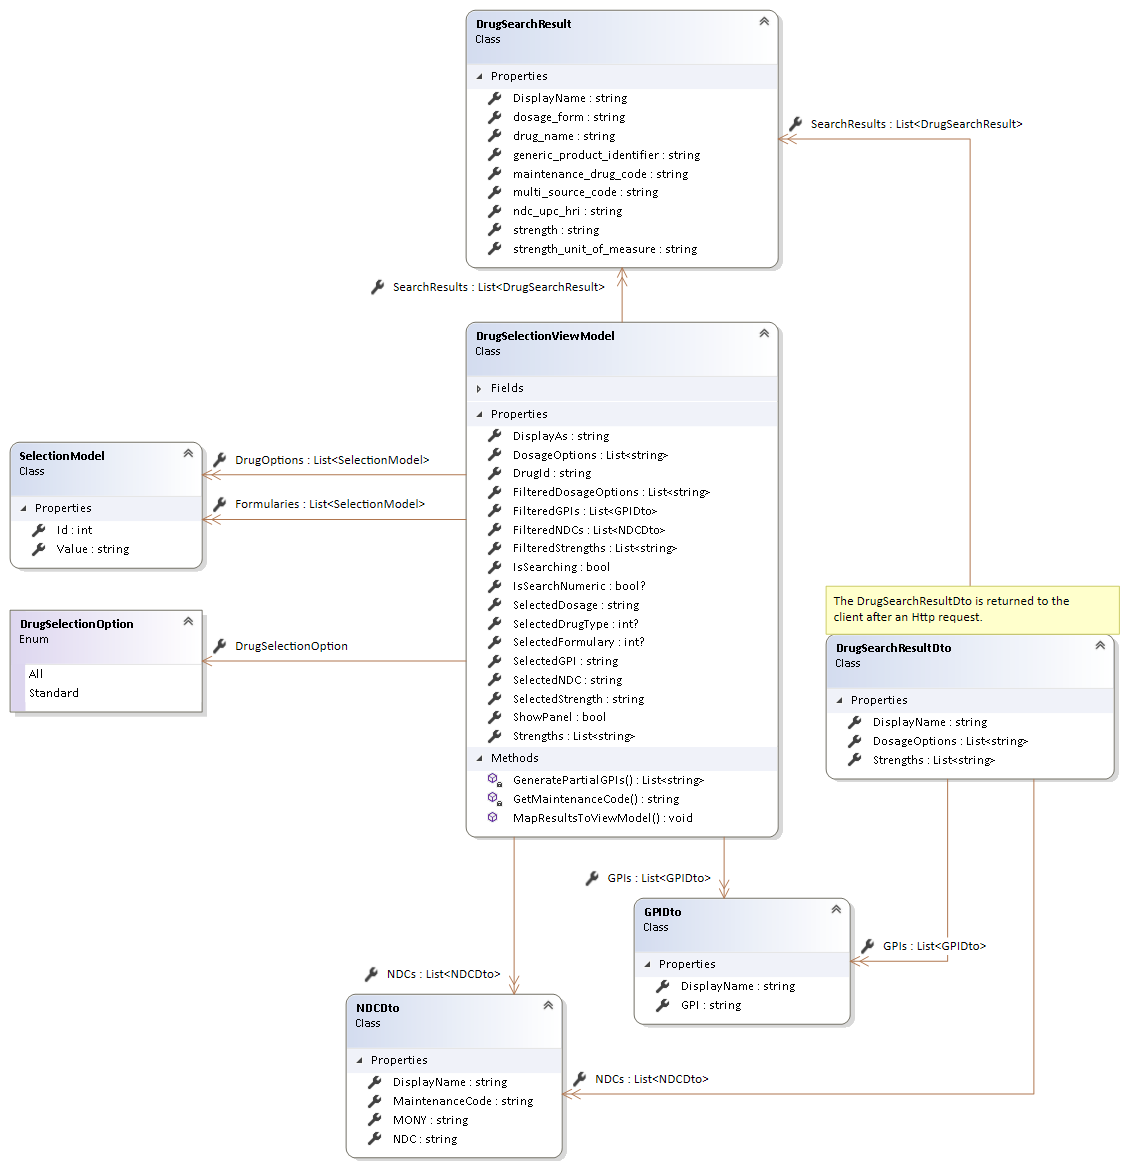 DrugSearchResult
Class
Properties
DisplayName : string
dosage_form : string
drug_name : string
generic_product_identifier : string
maintenance_drug_code : string
multi_source_code : string
ndc_upc_hri : string
strength : string
strength_unit_of_measure : string
SearchResults : List<DrugSearchResult>
SearchResults : List<DrugSearchResult>
DrugSelectionViewModel
Class
Fields
Properties
DisplayAs : string
DosageOptions : List<string>
DrugId : string
FilteredDosageOptions : List<string>
FilteredGPIs : List<GPIDto>
FilteredNDCs : List<NDCDto>
FilteredStrengths : List<string>
IsSearching : bool
IsSearchNumeric : bool?
SelectedDosage : string
SelectedDrugType : int?
SelectedFormulary : int?
SelectedGPI : string
SelectedNDC : string
SelectedStrength : string
ShowPanel : bool
Strengths : List<string>
Methods
GeneratePartialGPIs() : List<string>
GetMaintenanceCode() : string
MapResultsToViewModel() : void
SelectionModel
Class
Properties
Id : int
Value : string
DrugOptions : List<SelectionModel>
Formularies : List<SelectionModel>
DrugSelectionOption
Enum
All
Standard
DrugSelectionOption
The DrugSearchResultDto is returned to the
client after an Http request.
DrugSearchResultDto
Class
Properties
DisplayName : string
DosageOptions : List<string>
Strengths : List<string>
GPIs : List<GPIDto>
GPIDto
Class
Properties
DisplayName : string
GPI : string
GPIs : List<GPIDto>
NDCs : List<NDCDto>
NDCDto
Class
Properties
DisplayName : string
MaintenanceCode : string
MONY : string
NDC : string
NDCs : List<NDCDto>